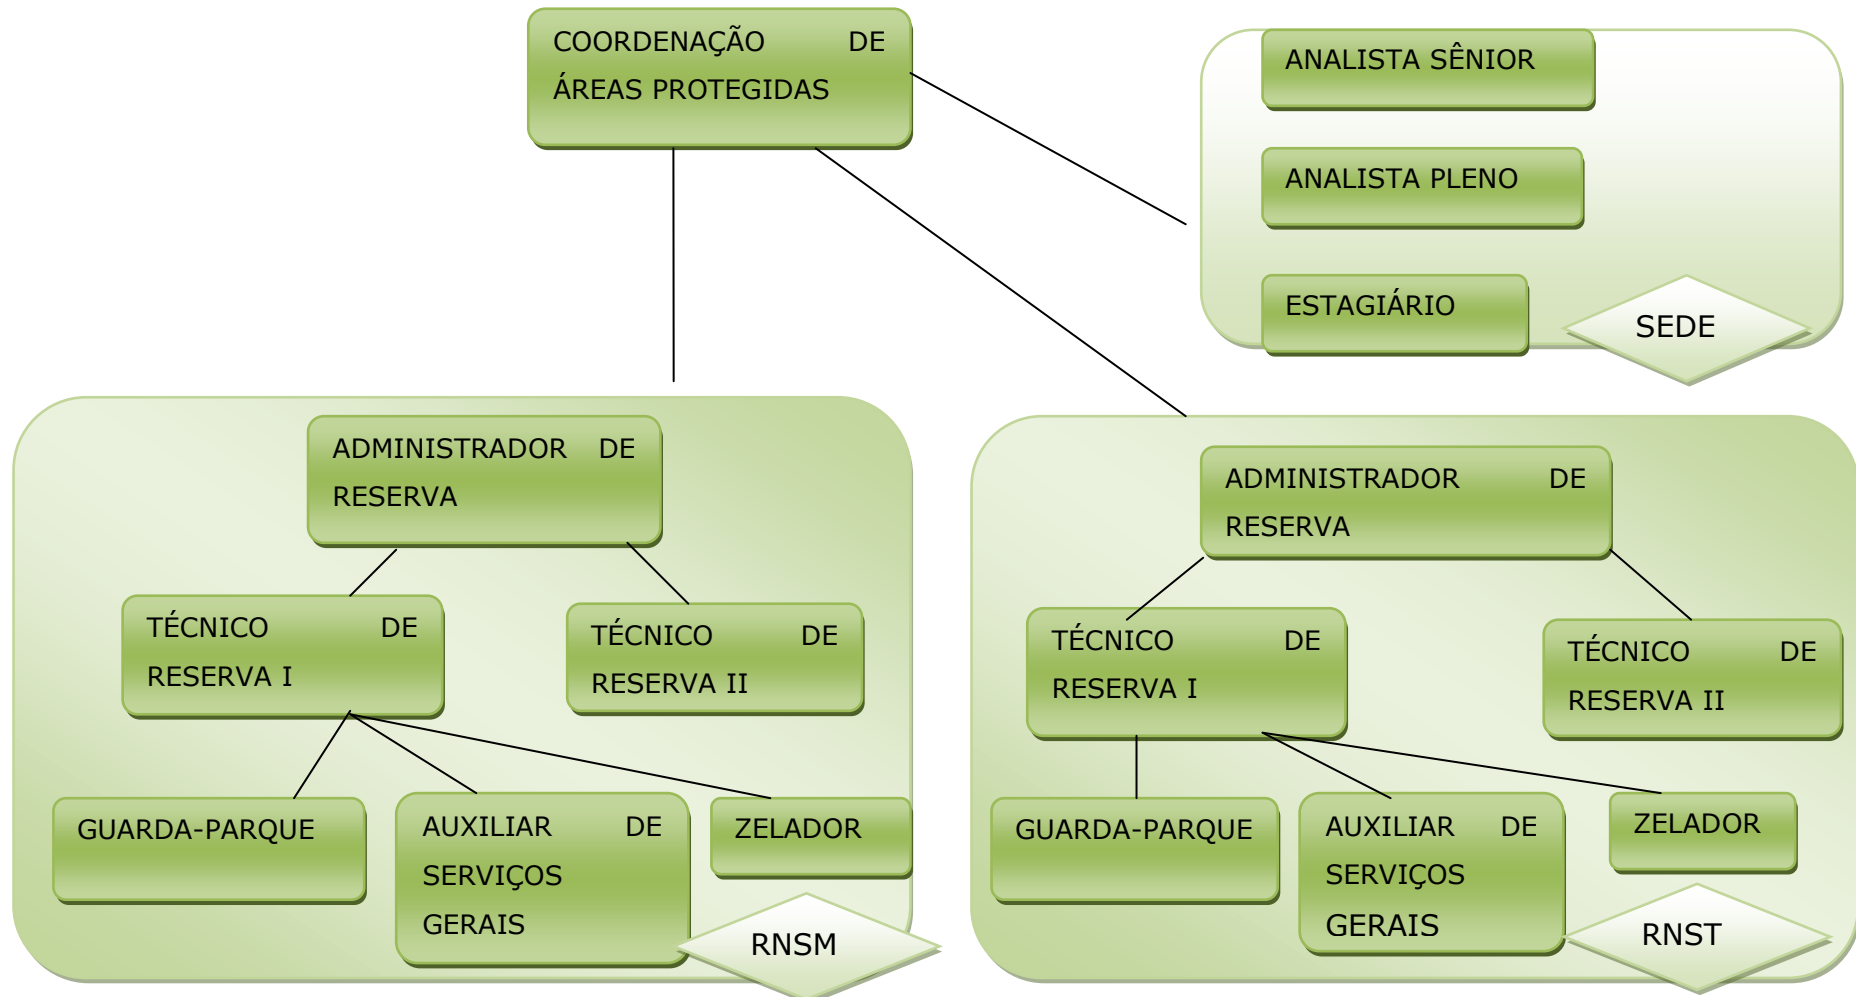 COORDENAÇÃO DE
ÁREAS PROTEGIDAS
ANALISTA SÊNIOR
ANALISTA PLENO
ESTAGIÁRIO
SEDE
ADMINISTRADOR DE
RESERVA
TÉCNICO DE
RESERVA I
TÉCNICO DE
RESERVA II
GUARDA-PARQUE
AUXILIAR DE
SERVIÇOS
GERAIS
ZELADOR
RNSM
ADMINISTRADOR DE
RESERVA
TÉCNICO DE
RESERVA I
TÉCNICO DE
RESERVA II
GUARDA-PARQUE
AUXILIAR DE
SERVIÇOS
GERAIS
ZELADOR
RNST